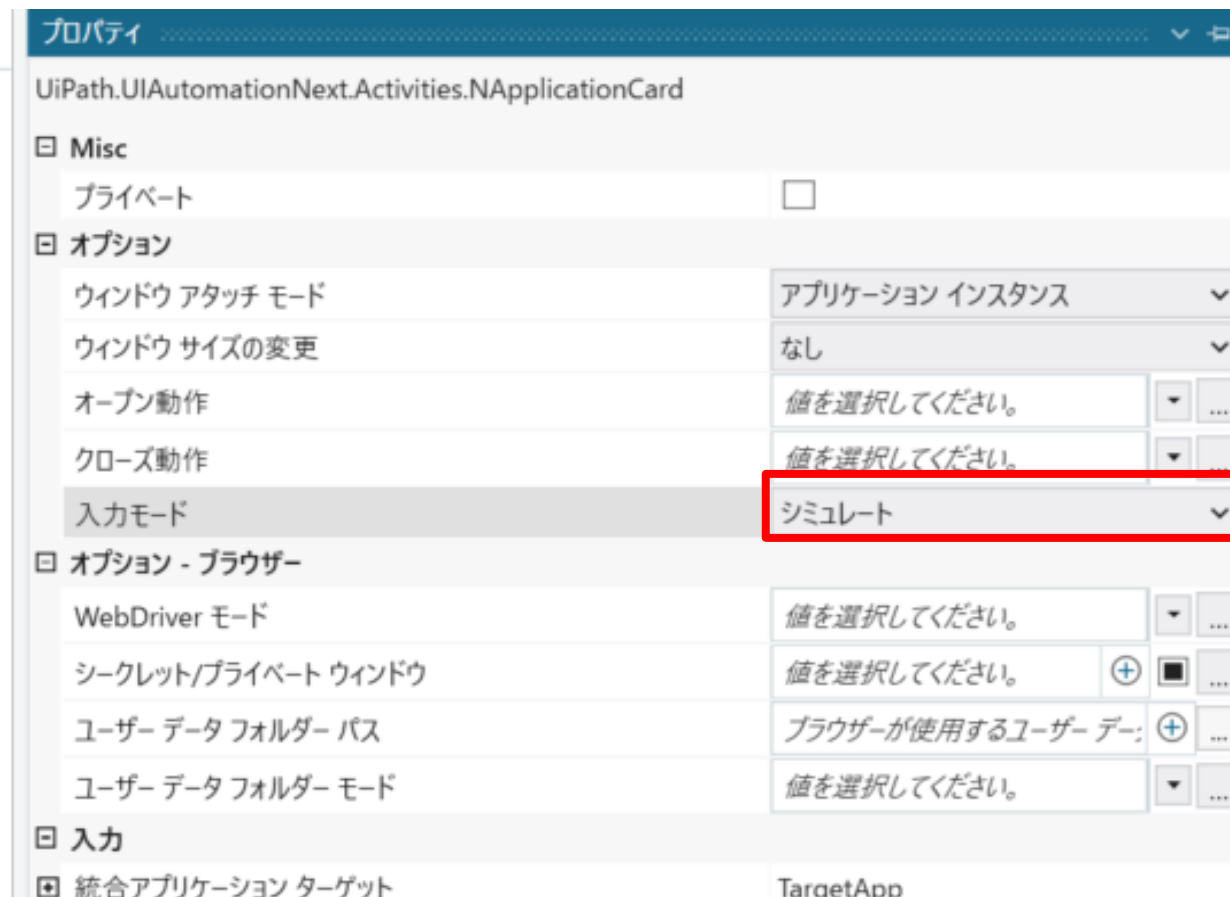 プロパティ
UiPath.UIAutomationNext.Activities.NApplicationCard
Misc
プライベート
オプション
ウィンドウ アタッチ モード アプリケーション インスタンス
ウィンドウ サイズの変更 なし
オープン動作 値を選択してください。 ...
クローズ動作 値を選択してください。 ...
入力モード シミュレート
オプション - ブラウザー
WebDriver モード 値を選択してください。 ...
シークレット/プライベート ウィンドウ 値を選択してください。 ...
ユーザー データ フォルダー パス ブラウザーが使用するユーザー デー ...
ユーザー データ フォルダー モード 値を選択してください。 ...
入力
統合アプリケーション ターゲット TargetApp